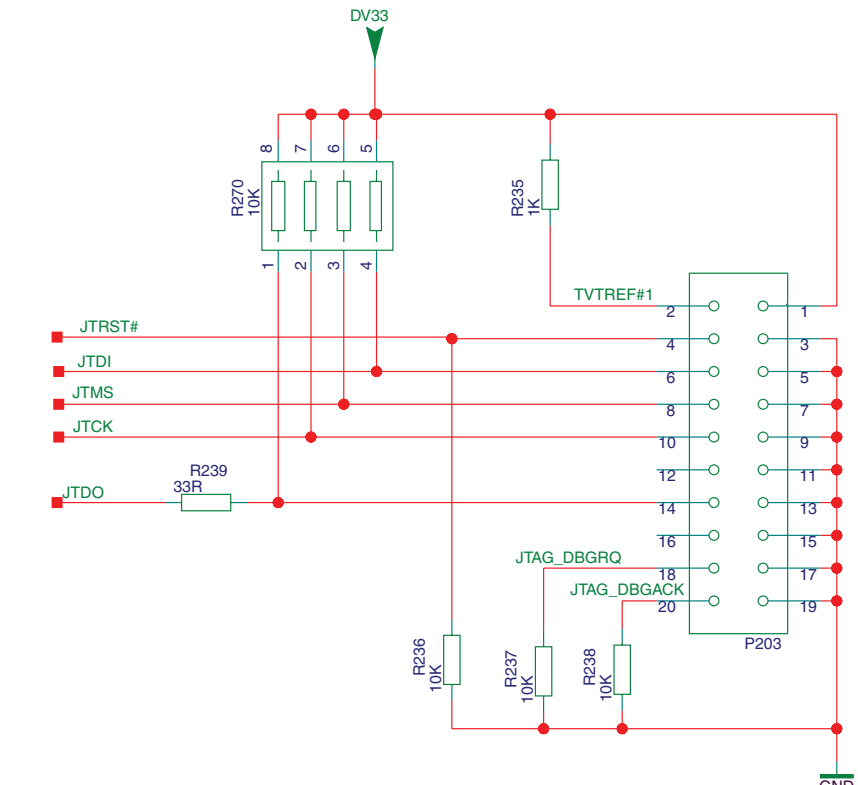 DV33
8 7 6 5
R270
10K
R235
1K
1 2 3 4
TVTREF#1
2 1
JTRST#
4 3
JTDI
6 5
JTMS
8 7
JTCK
10 9
R239
33R
12 11
JTDO
14 13
16 15
JTAG_DBGRQ
18 17
JTAG_DBGACK
20 19
P203
R236
10K
R237
10K
R238
10K
GND